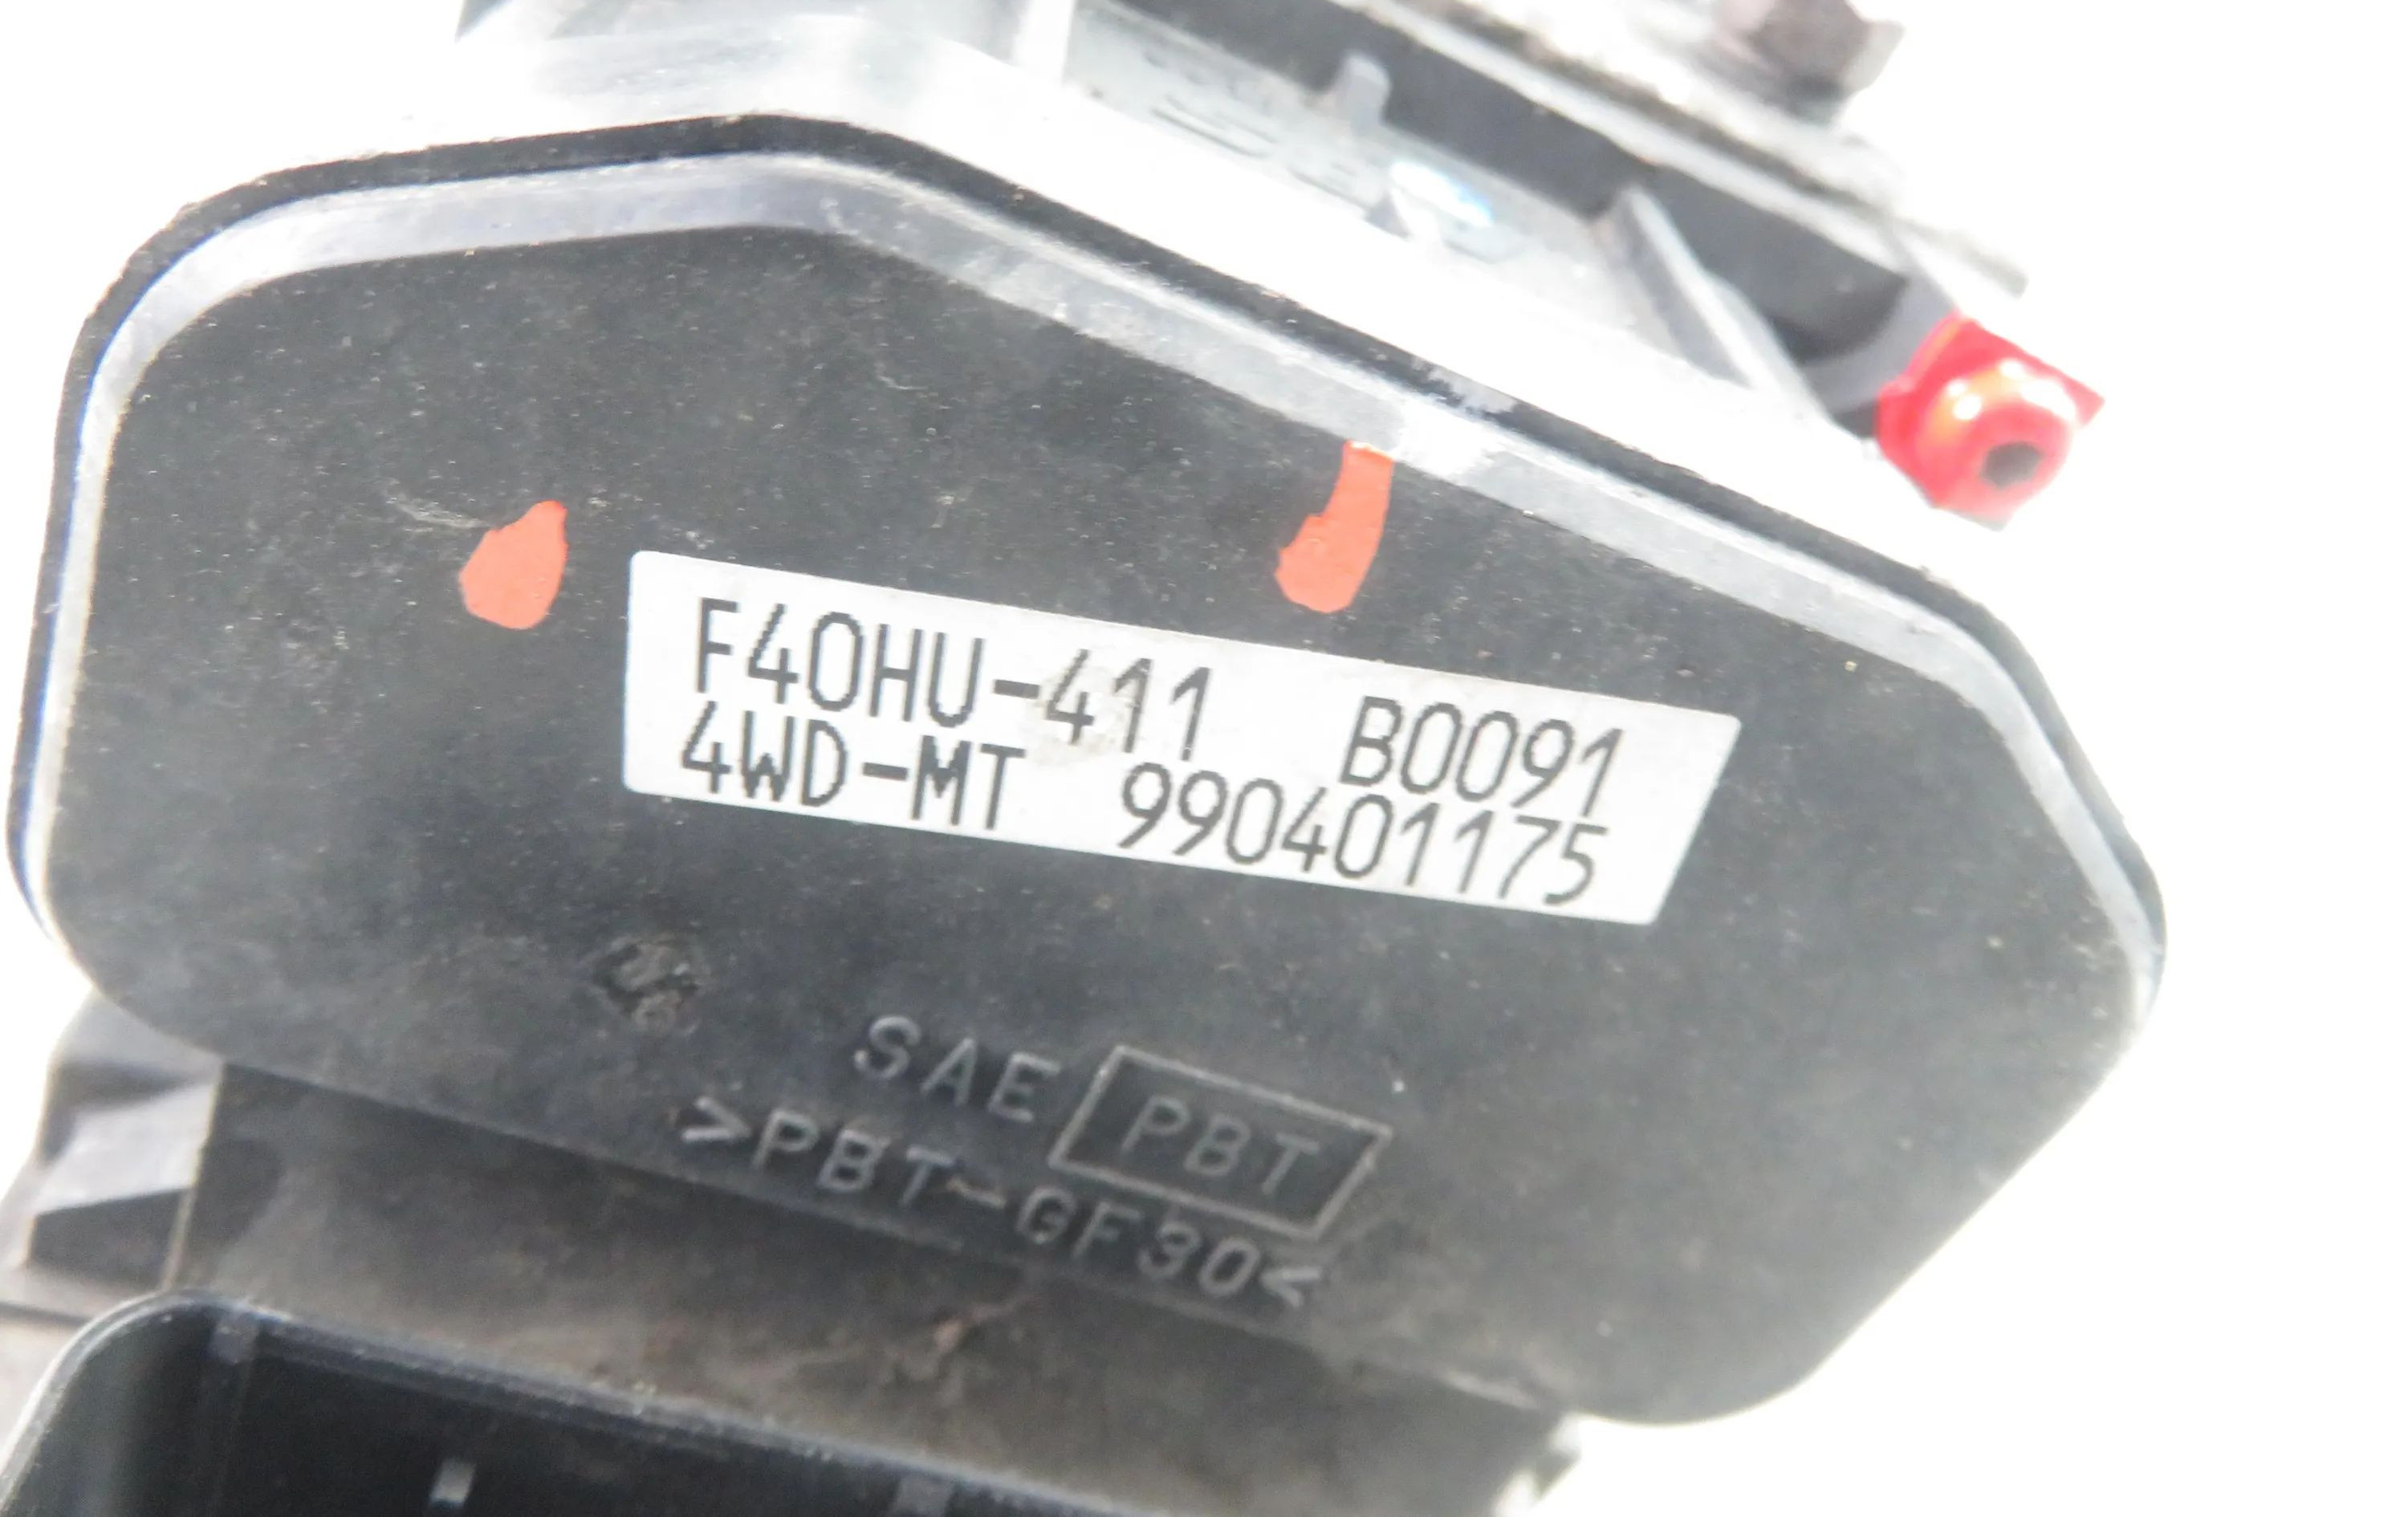 F40HU-411 B0091
4WD-MT 990401175
SAE PBT
>PBT-GF30<